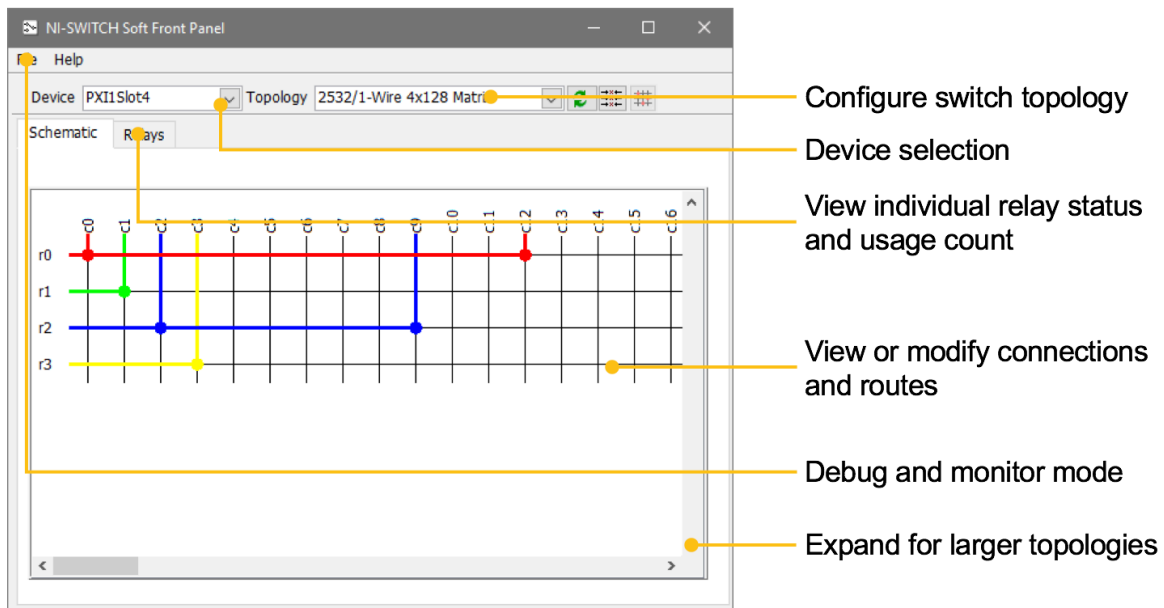 NI-SWITCH Soft Front Panel
Help
Device PXI1Slot4 Topology 2532/1-Wire 4x128
Configure switch topology
Schematic
Device selection
View individual relay status
and usage count
c0 c1 c2 c3 c4 c5 c6 c7 c8 c9 c10 c11 c12 c13 c14 c15 c16
r0
r1
r2
r3
View or modify connections
and routes
Debug and monitor mode
Expand for larger topologies